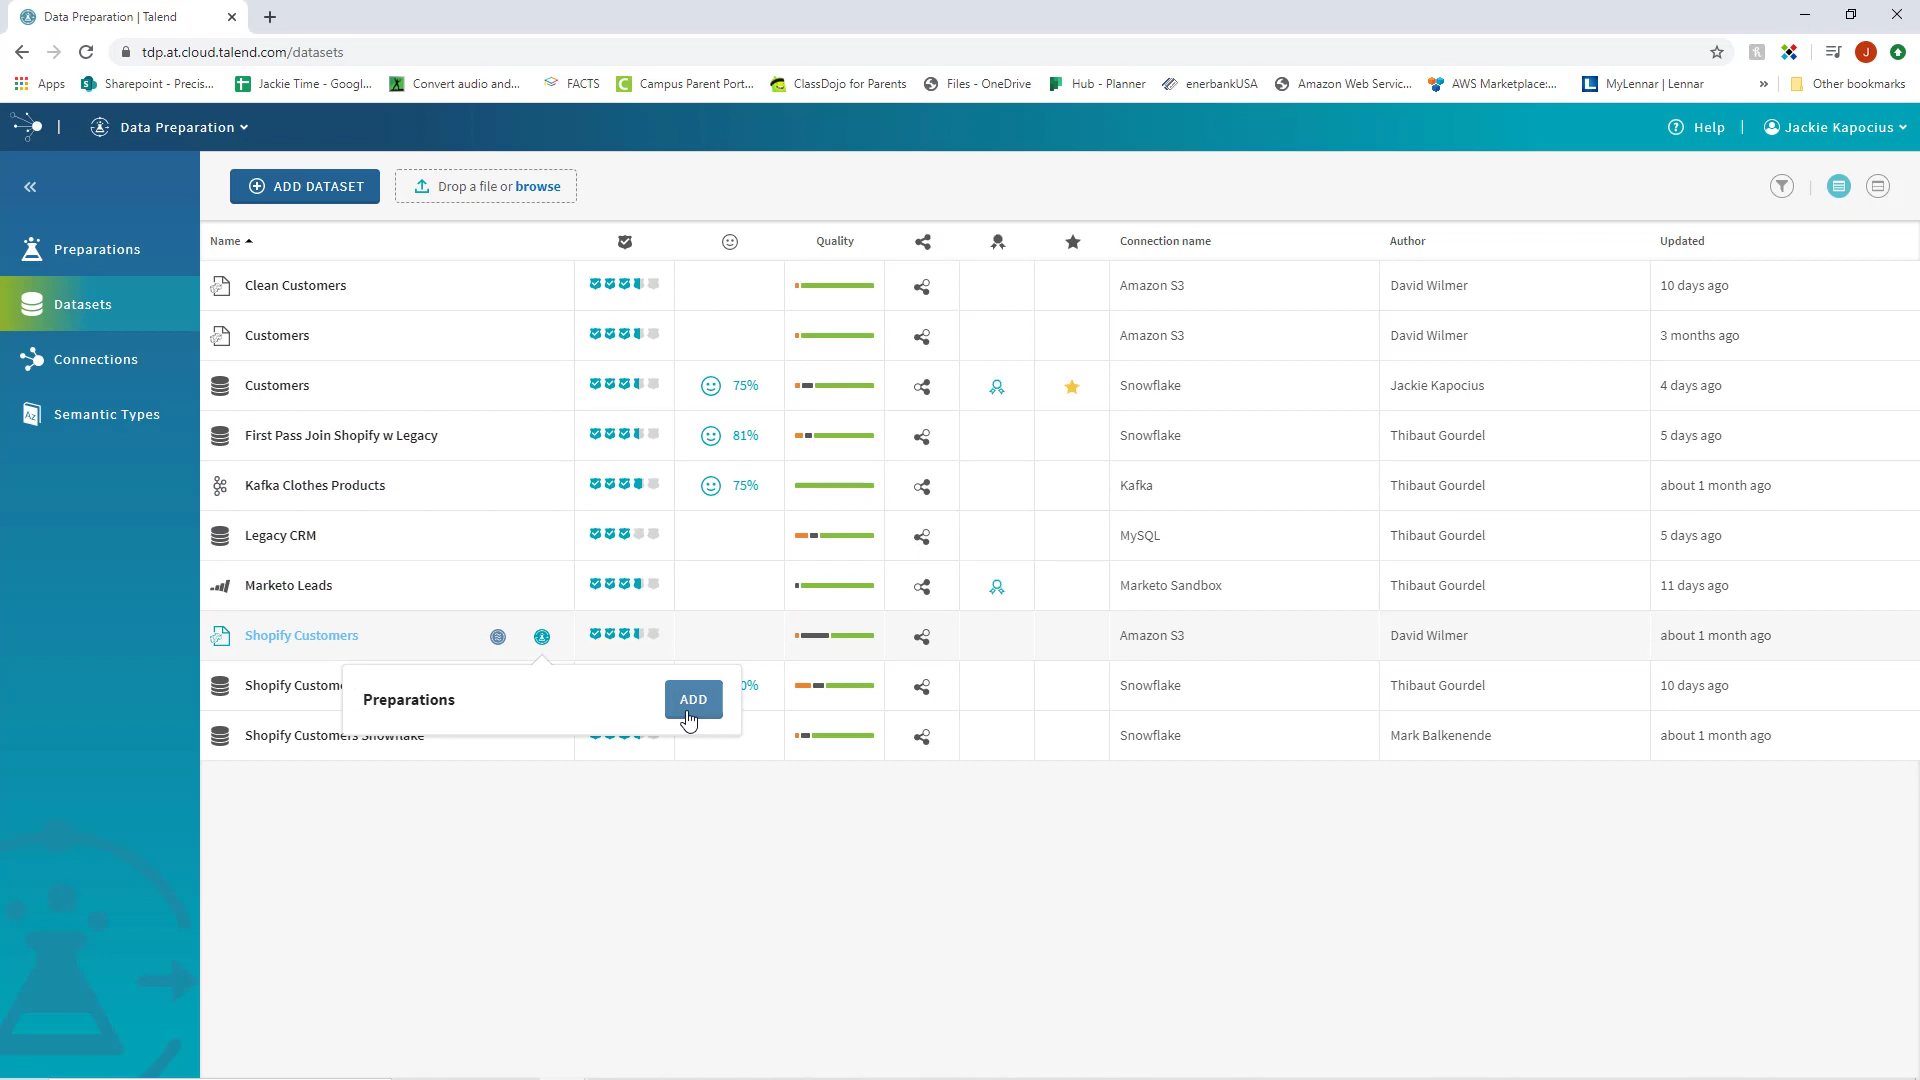 Data Preparation | Talend
tdp.at.cloud.talend.com/datasets
J
Apps
Sharepoint - Precis...
Jackie Time - Googl...
Convert audio and...
FACTS
Campus Parent Port...
ClassDojo for Parents
Files - OneDrive
Hub - Planner
enerbankUSA
Amazon Web Servic...
AWS Marketplace:...
MyLennar | Lennar
»
Other bookmarks
Data Preparation
Help
Jackie Kapocius
ADD DATASET
Drop a file or browse
Preparations
Datasets
Connections
Semantic Types
Name Quality Connection name Author Updated
Clean Customers Amazon S3 David Wilmer 10 days ago
Customers Amazon S3 David Wilmer 3 months ago
Customers 75% Snowflake Jackie Kapocius 4 days ago
First Pass Join Shopify w Legacy 81% Snowflake Thibaut Gourdel 5 days ago
Kafka Clothes Products 75% Kafka Thibaut Gourdel about 1 month ago
Legacy CRM MySQL Thibaut Gourdel 5 days ago
Marketo Leads Marketo Sandbox Thibaut Gourdel 11 days ago
Shopify Customers Amazon S3 David Wilmer about 1 month ago
Shopify Snowflake Thibaut Gourdel 10 days ago
Preparations ADD
Shopify Customers Snowflake Snowflake Mark Balkenende about 1 month ago